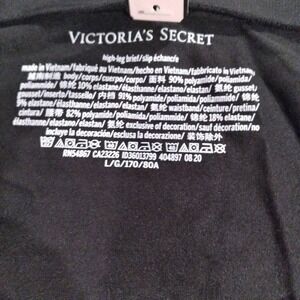 VICTORIA'S SECRET
high-leg brief/slip échancré
made in Vietnam/fabriqué au Vietnam/hecho en Vietnam/fabbricato in Vietnam/
越南制造 body/corps/cuerpo/corpo/ 面料 90% polyamide/polyamida/
poliammide/ 锦纶 10% elastane/élasthanne/elastano/elastan/ 氨纶 gusset/
gousset/inserto/tassello/ 内裆 91% polyamide/poliamida/poliammide/ 锦纶
9% elastane/élasthanne/elastano/elastan/ 氨纶 waistband/ceinture/pretina/
cintura/ 腰带 82% polyamide/poliamida/poliammide/ 锦纶 18% elastane/
élasthanne/elastano/elastan/ 氨纶 exclusive of decoration/sauf décoration/no
incluye la decoración/esclusa la decorazione/ 装饰除外
RN54867 CA23226 ID36013799 404897 08 20
L/G/170/80A